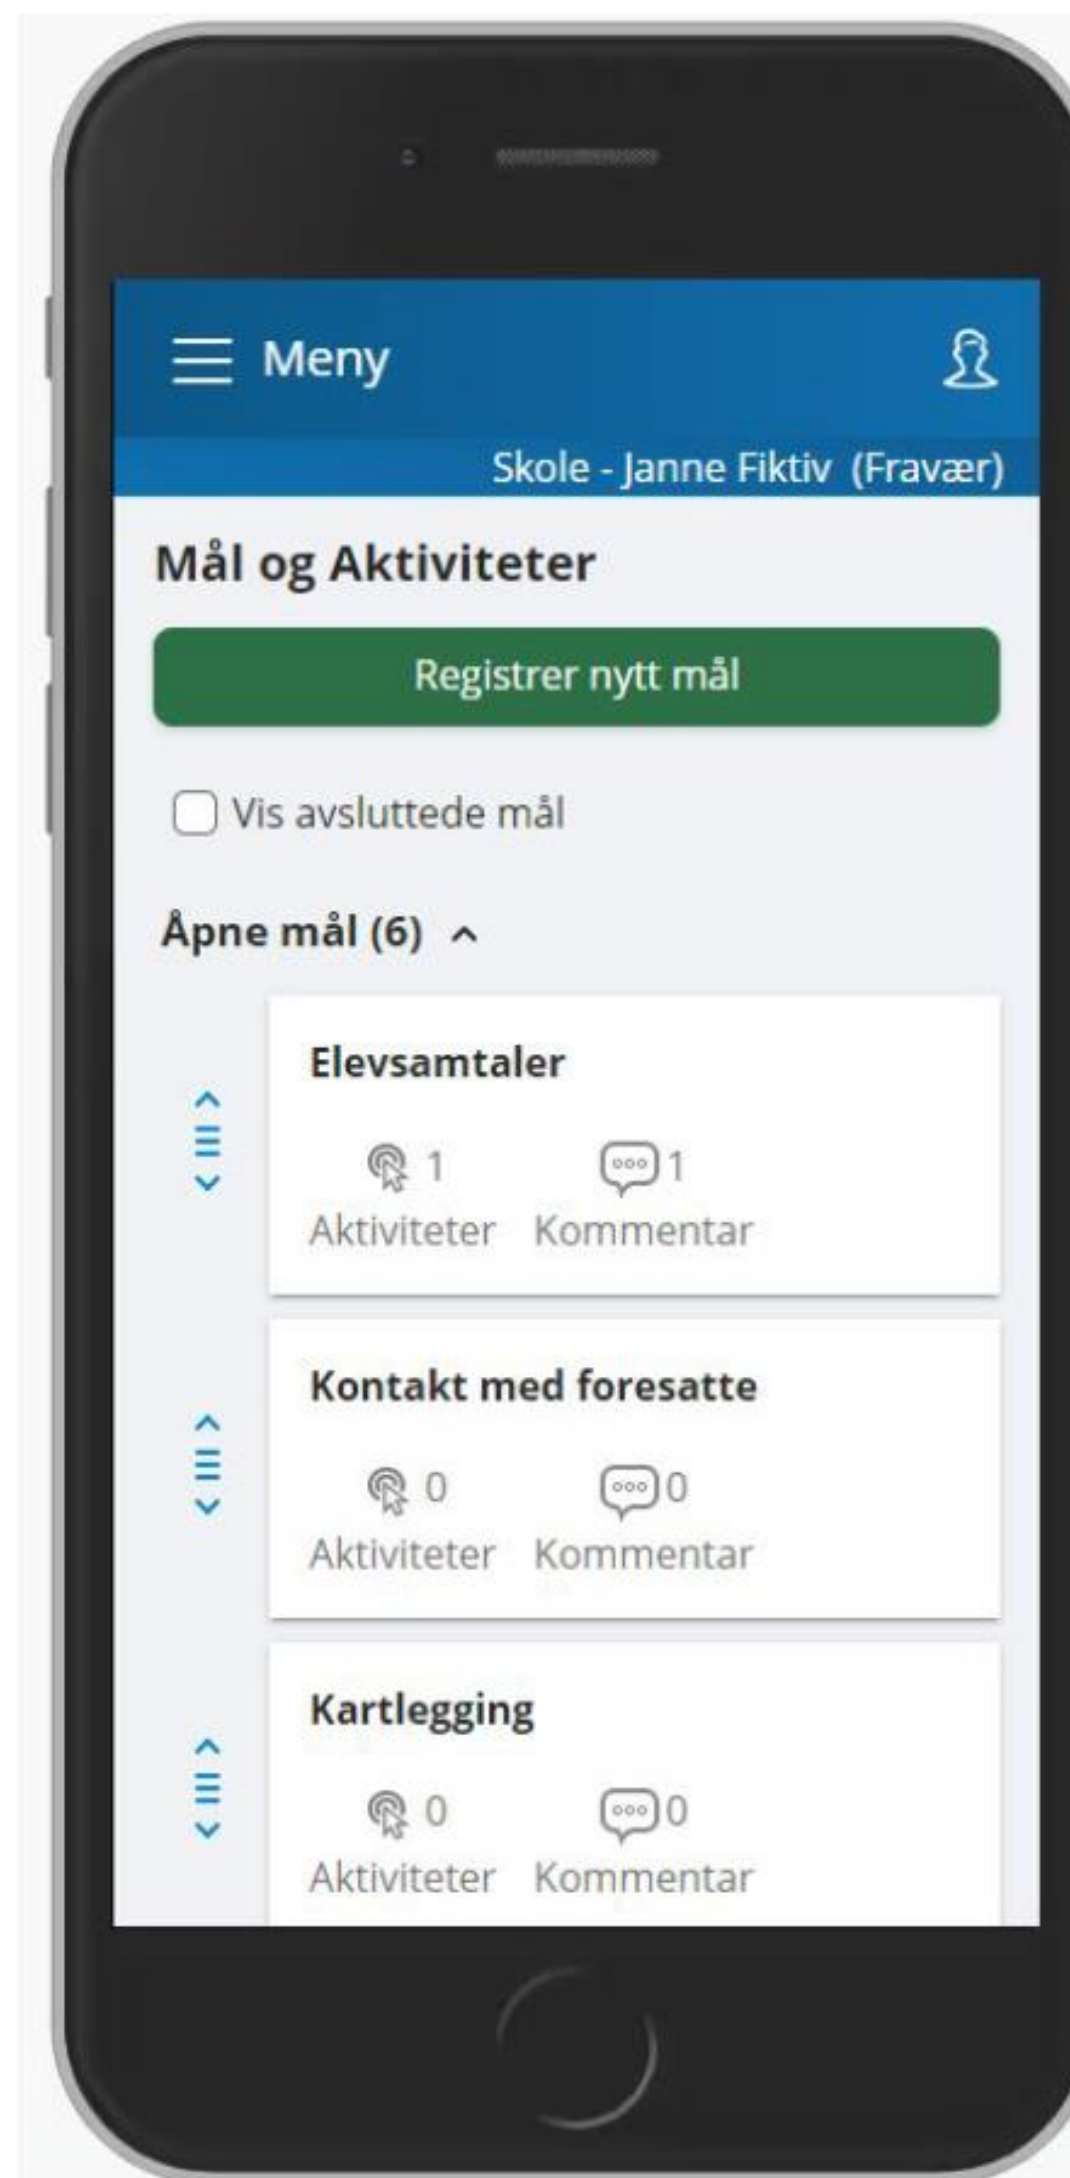 Meny
Skole - Janne Fiktiv (Fravær)
Mål og Aktiviteter
Registrer nytt mål
Vis avsluttede mål
Åpne mål (6)
Elevsamtaler
1 1
Aktiviteter Kommentar
Kontakt med foresatte
0 0
Aktiviteter Kommentar
Kartlegging
0 0
Aktiviteter Kommentar